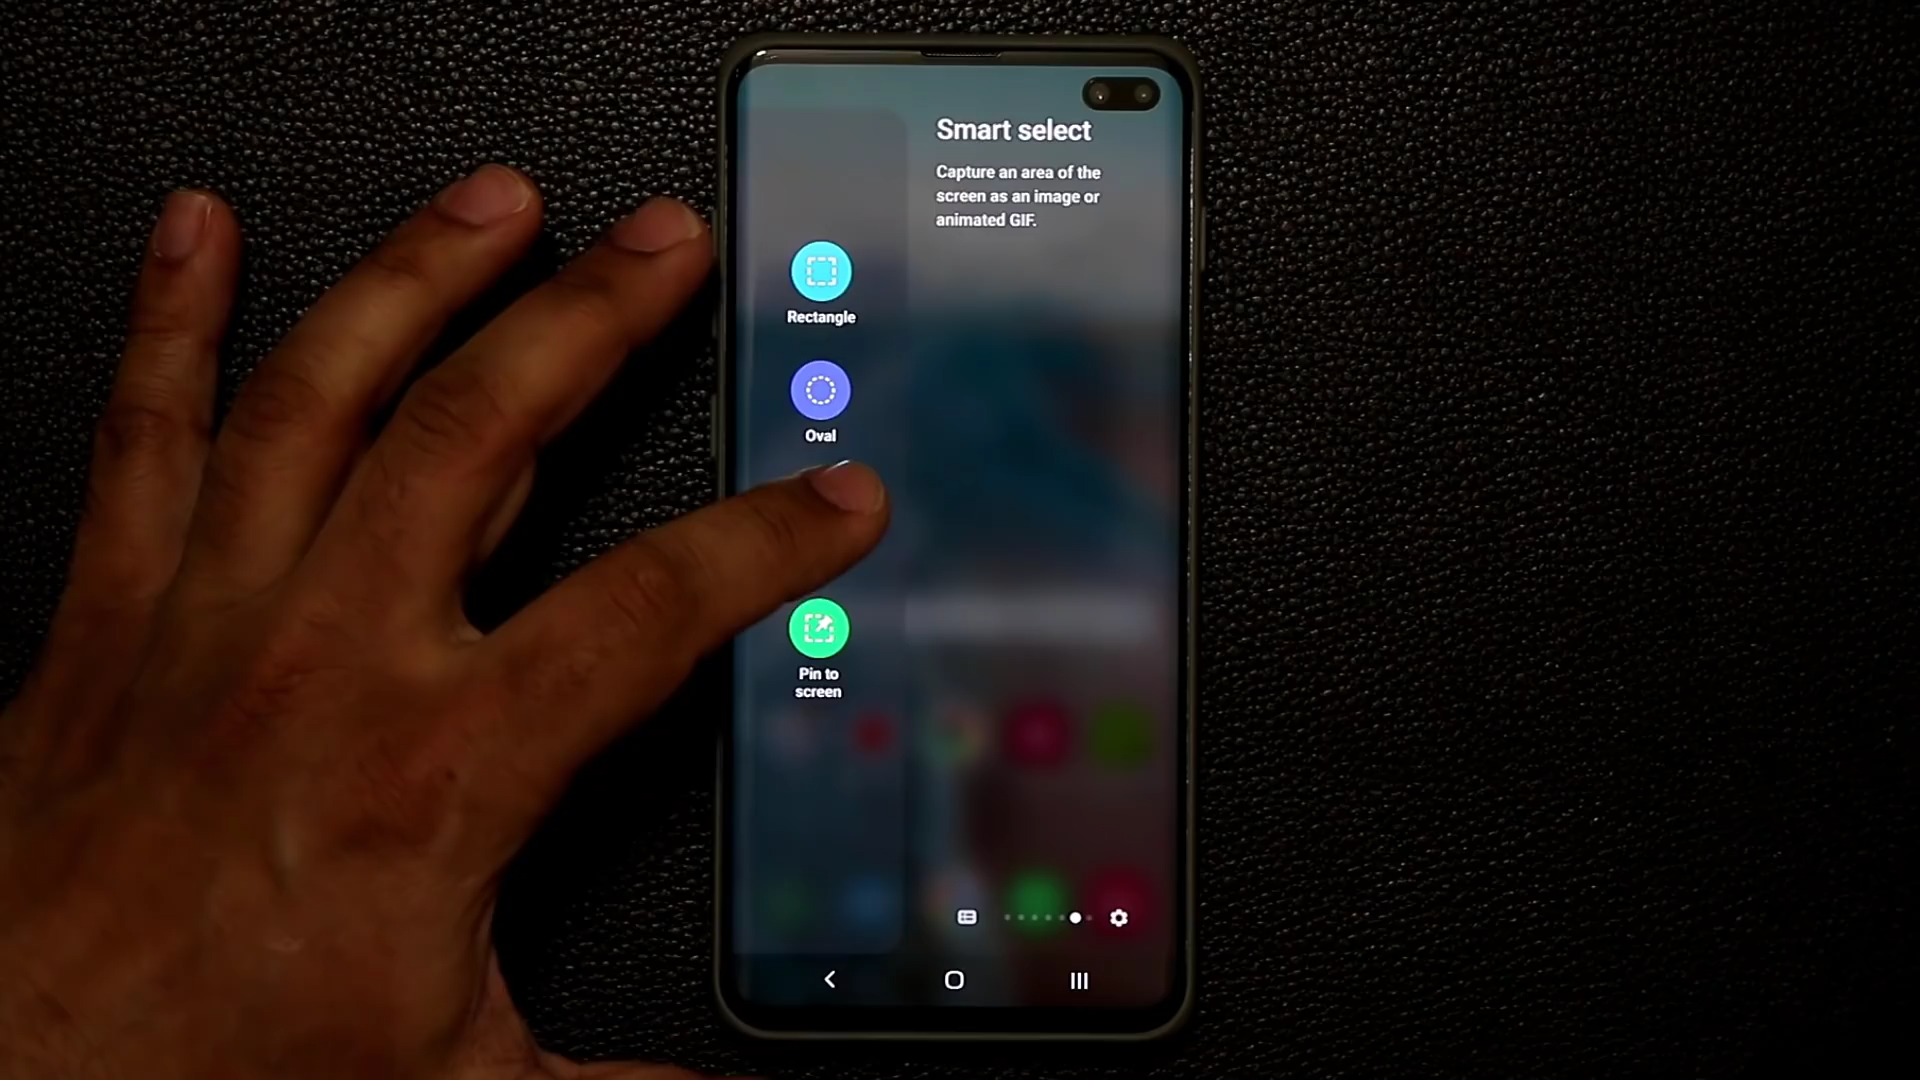 Smart select
Capture an area of the
screen as an image or
animated GIF.
Rectangle
Oval
Pin to
screen